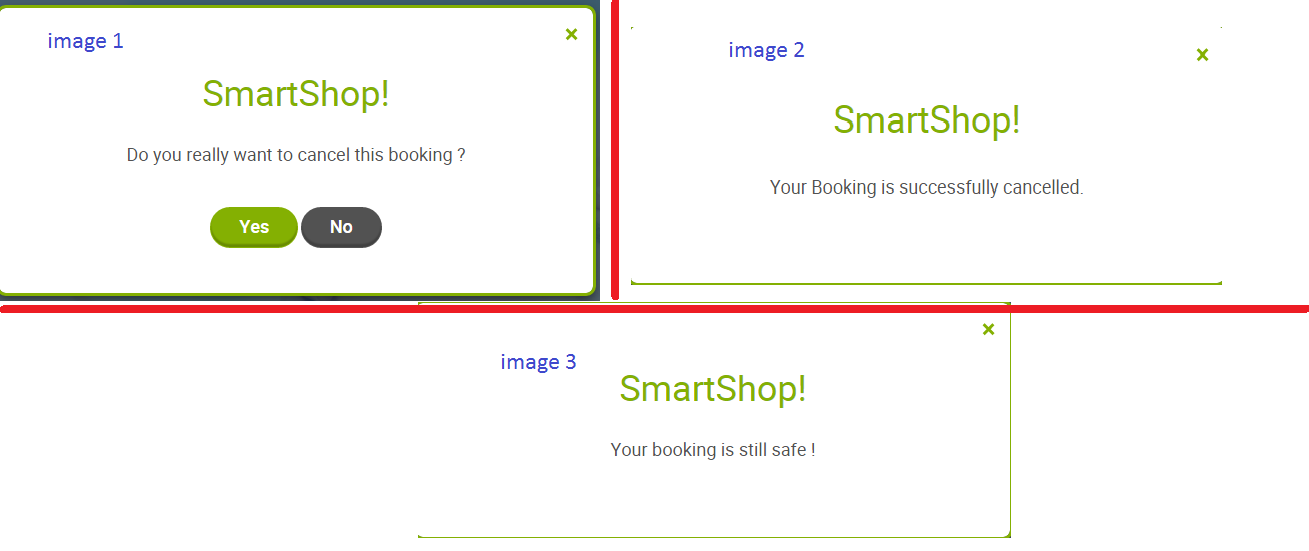 image 1
×
SmartShop!
Do you really want to cancel this booking ?
Yes No
image 2
×
SmartShop!
Your Booking is successfully cancelled.
×
image 3
SmartShop!
Your booking is still safe !